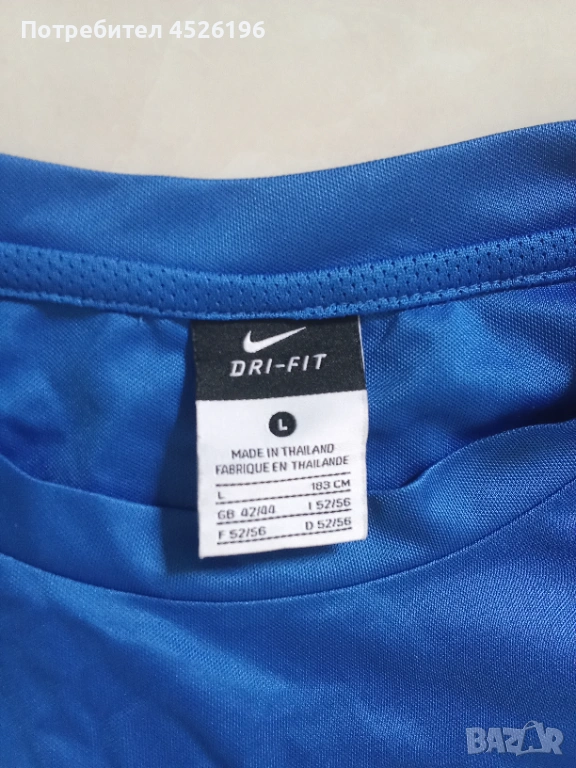 Потребител 4526196
DRI-FIT
L
MADE IN THAILAND
FABRIQUE EN THAILANDE
L 183 CM
GB 42/44 I 52/56
F 52/56 D 52/56
BAZAR